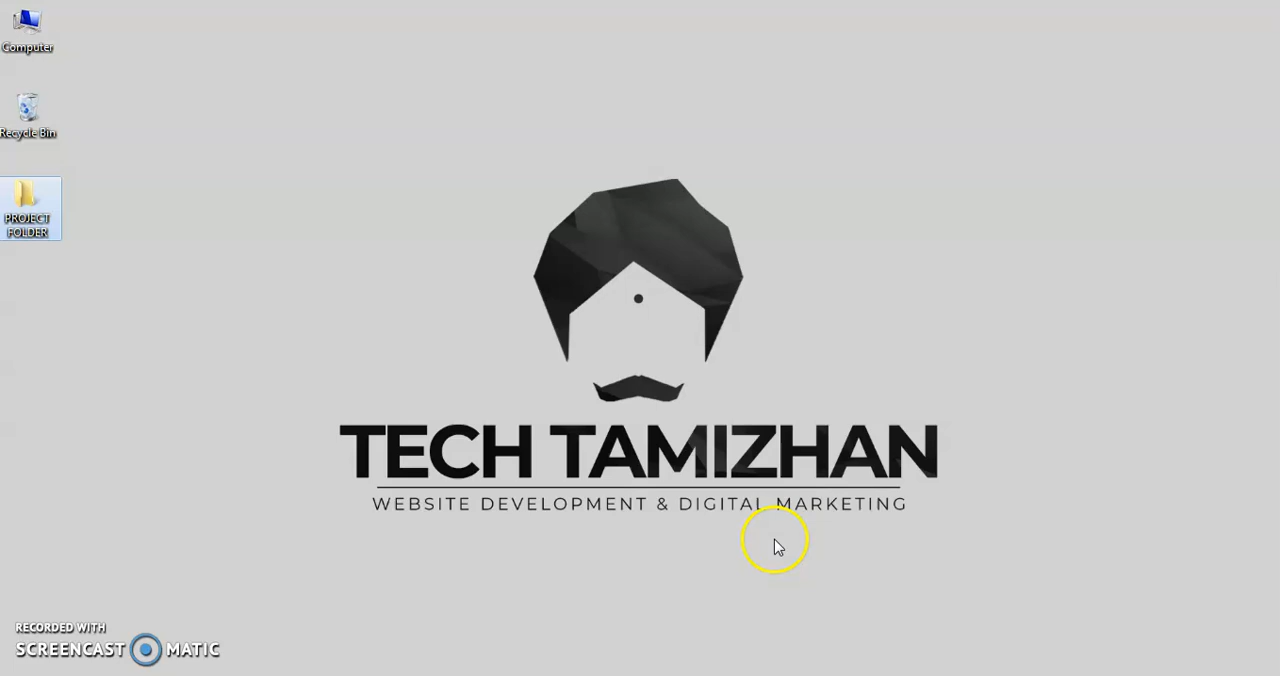 Computer
Recycle Bin
PROJECT
FOLDER
TECH TAMIZHAN
WEBSITE DEVELOPMENT & DIGITAL MARKETING
RECORDED WITH
SCREENCAST MATIC